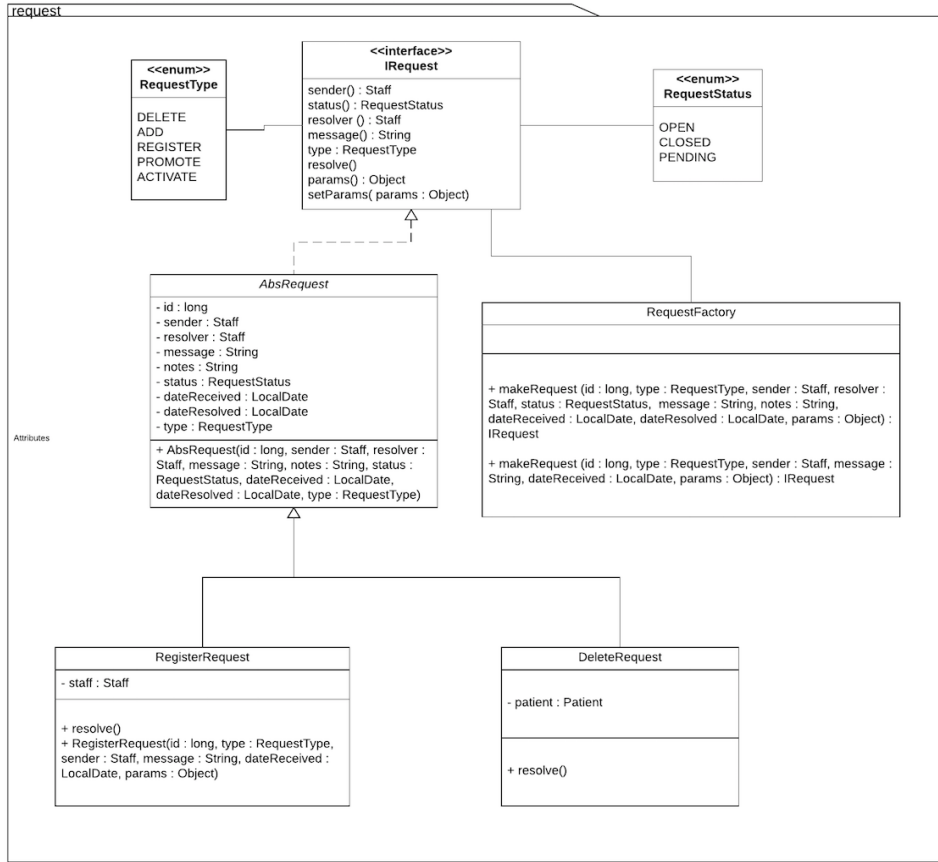 request
<<enum>>
RequestType
DELETE
ADD
REGISTER
PROMOTE
ACTIVATE
<<interface>>
IRequest
sender() : Staff
status() : RequestStatus
resolver () : Staff
message() : String
type : RequestType
resolve()
params() : Object
setParams( params : Object)
<<enum>>
RequestStatus
OPEN
CLOSED
PENDING
AbsRequest
- id : long
- sender : Staff
- resolver : Staff
- message : String
- notes : String
- status : RequestStatus
- dateReceived : LocalDate
- dateResolved : LocalDate
- type : RequestType
+ AbsRequest(id : long, sender : Staff, resolver :
Staff, message : String, notes : String, status :
RequestStatus, dateReceived : LocalDate,
dateResolved : LocalDate, type : RequestType)
RequestFactory
+ makeRequest (id : long, type : RequestType, sender : Staff, resolver :
Staff, status : RequestStatus, message : String, notes : String,
dateReceived : LocalDate, dateResolved : LocalDate, params : Object) :
IRequest
+ makeRequest (id : long, type : RequestType, sender : Staff, message :
String, dateReceived : LocalDate, params : Object) : IRequest
Attributes
RegisterRequest
- staff : Staff
+ resolve()
+ RegisterRequest(id : long, type : RequestType,
sender : Staff, message : String, dateReceived :
LocalDate, params : Object)
DeleteRequest
- patient : Patient
+ resolve()